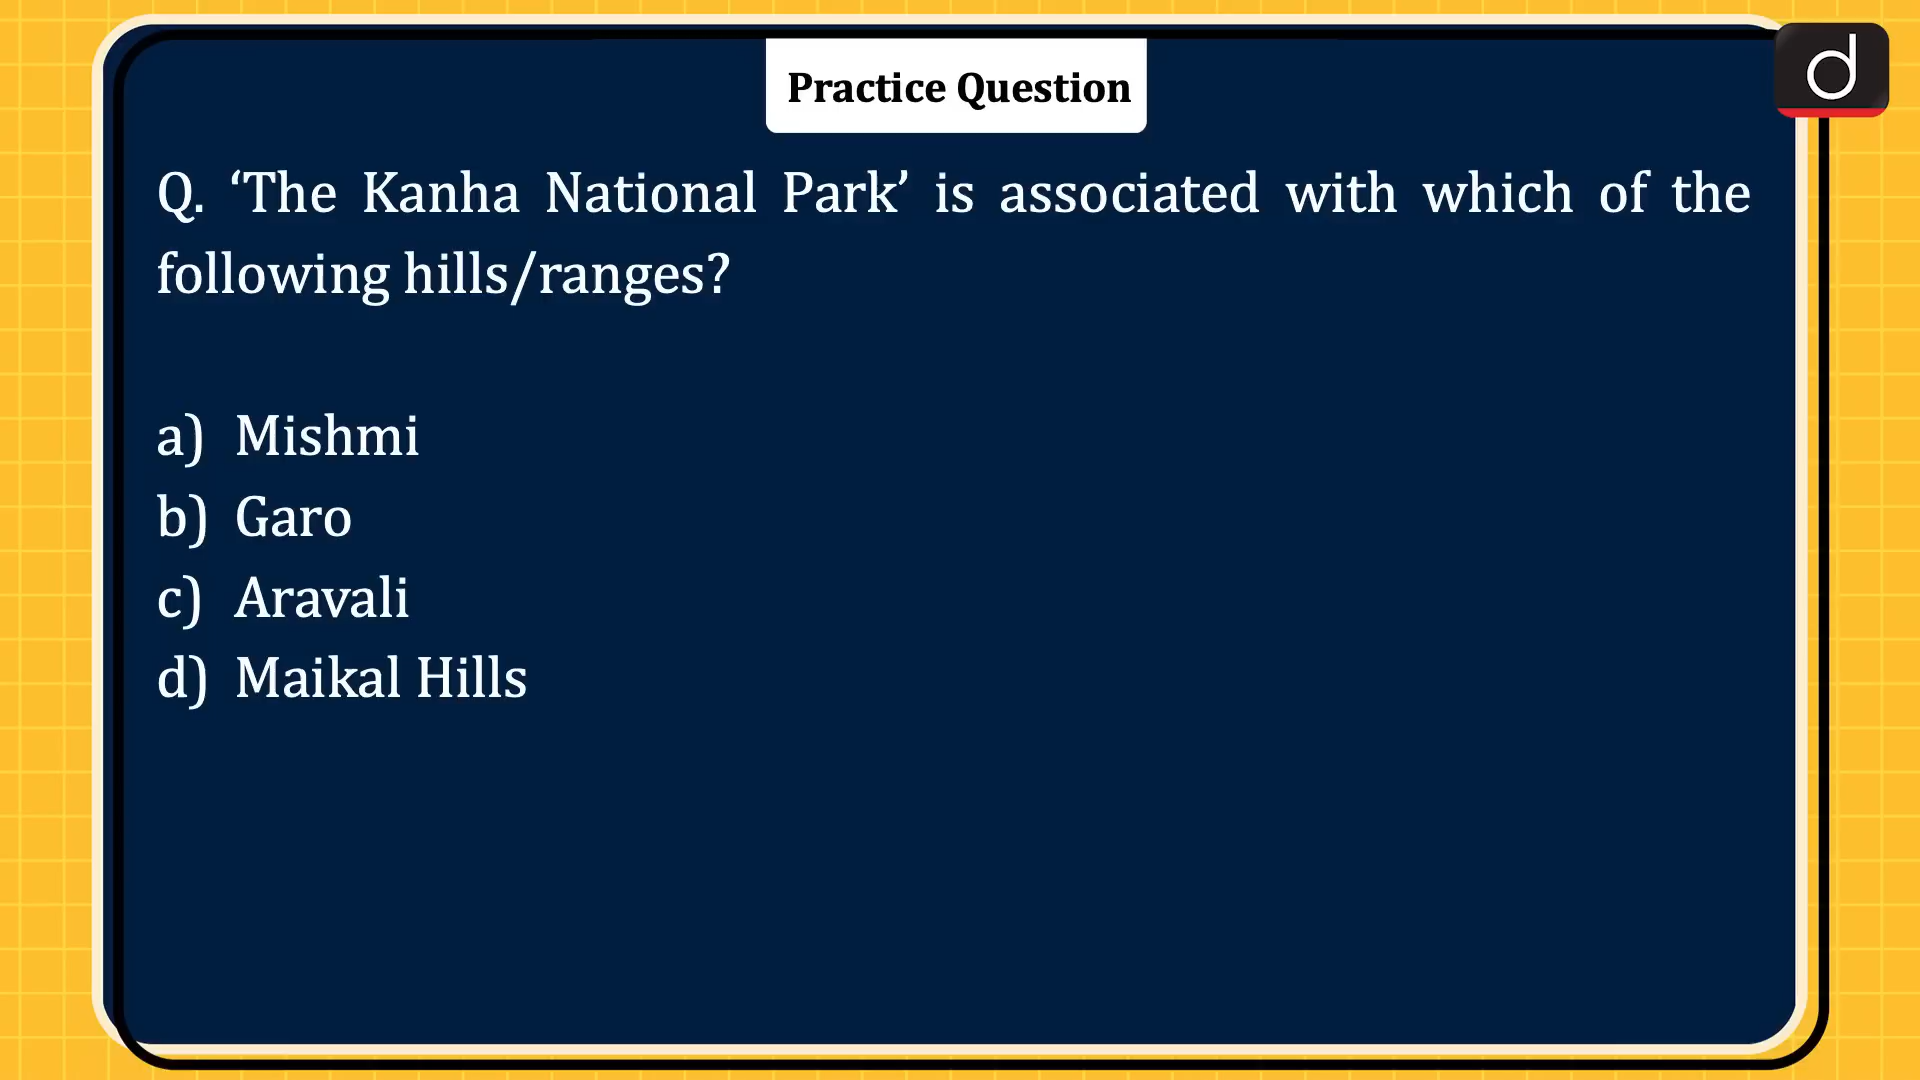 Practice Question
Q. ‘The Kanha National Park’ is associated with which of the
following hills/ranges?
a) Mishmi
b) Garo
c) Aravali
d) Maikal Hills